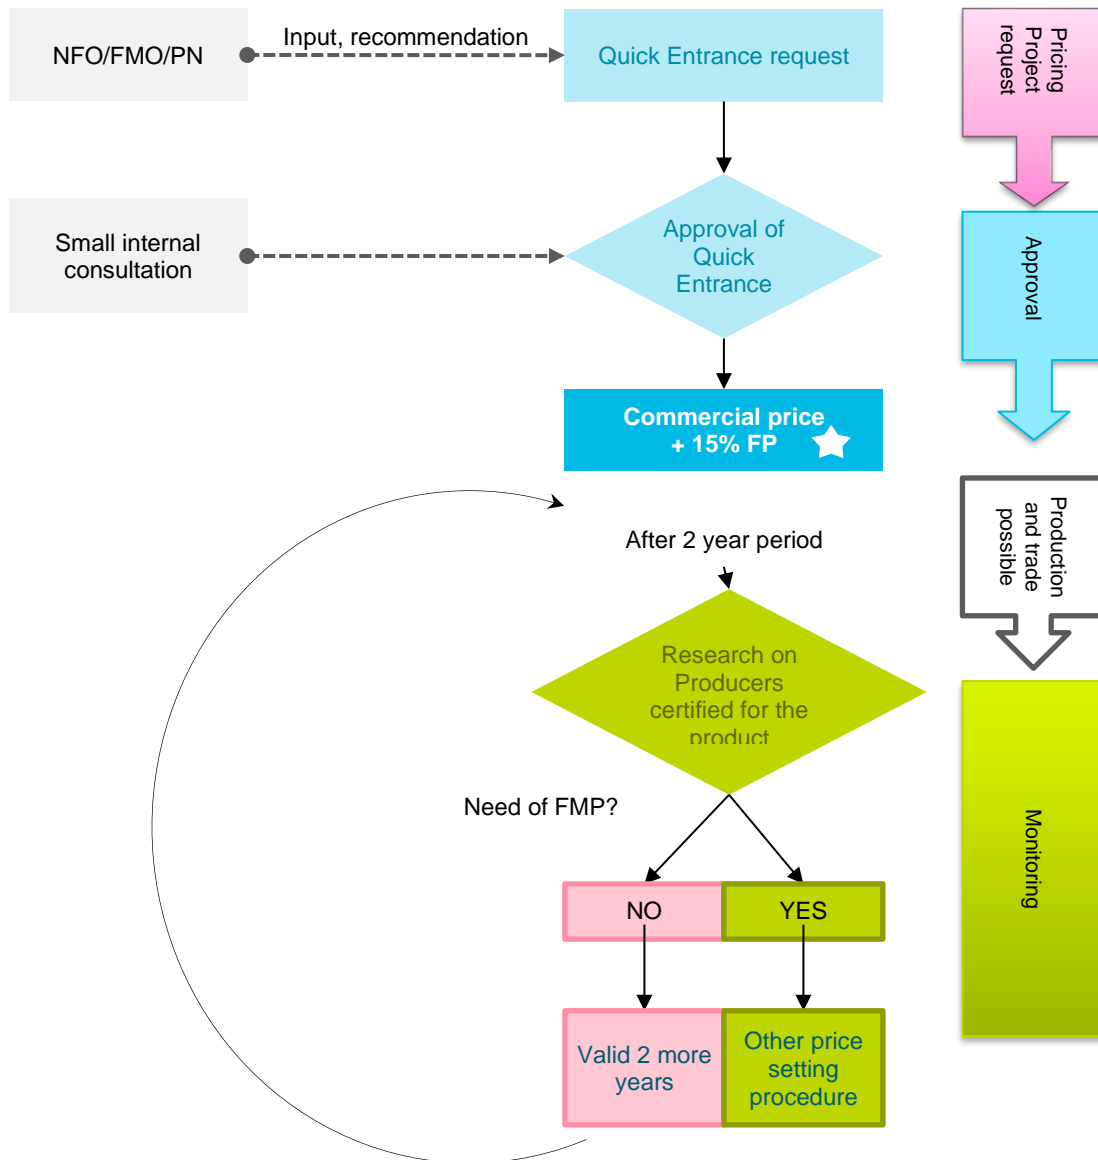 NFO/FMO/PN
Input, recommendation
Quick Entrance request
Pricing
Project
request
Small internal
consultation
Approval of
Quick
Entrance
Approval
Commercial price
+ 15% FP
Production
and trade
possible
After 2 year period
Research on
Producers
certified for the
product
Need of FMP?
Monitoring
NO
YES
Valid 2 more
years
Other price
setting
procedure